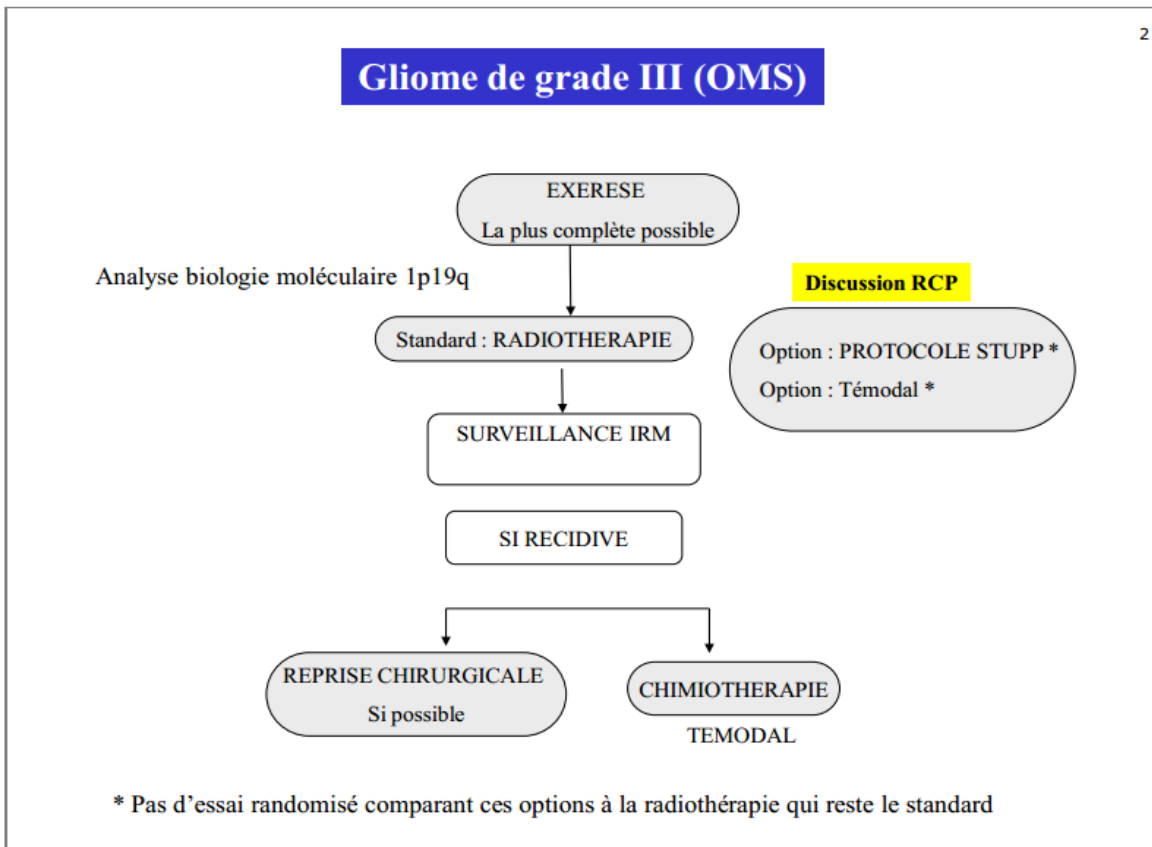 2
Gliome de grade III (OMS)
EXERESE
La plus complète possible
Analyse biologie moléculaire 1p19q
Discussion RCP
Standard : RADIOTHERAPIE
Option : PROTOCOLE STUPP *
Option : Témodal *
SURVEILLANCE IRM
SI RECIDIVE
REPRISE CHIRURGICALE
Si possible
CHIMIOTHERAPIE
TEMODAL
* Pas d’essai randomisé comparant ces options à la radiothérapie qui reste le standard